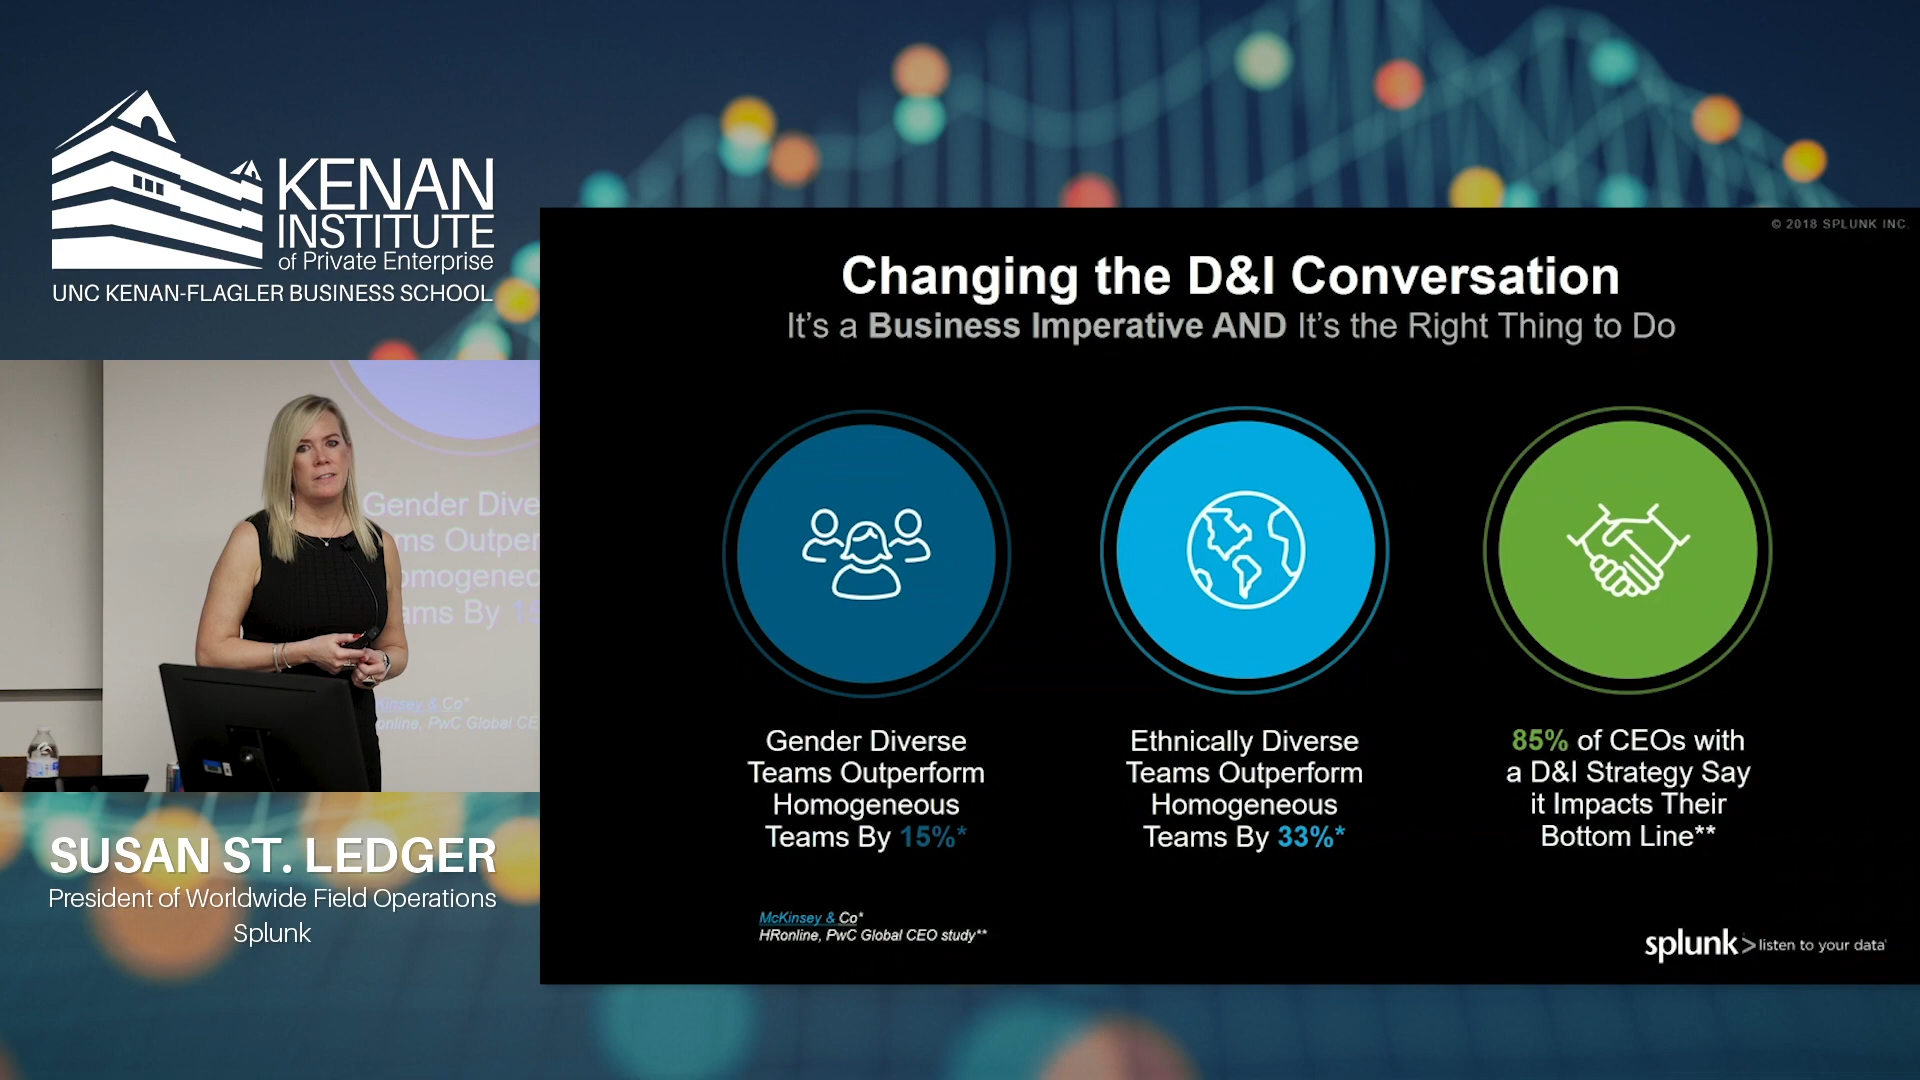 KENAN
INSTITUTE
of Private Enterprise
UNC KENAN-FLAGLER BUSINESS SCHOOL
© 2018 SPLUNK INC.
Changing the D&I Conversation
It's a Business Imperative AND It's the Right Thing to Do
Gender Diverse
Teams Outperform
Homogeneous
Teams By 15%*
Ethnically Diverse
Teams Outperform
Homogeneous
Teams By 33%*
85% of CEOs with
a D&I Strategy Say
it Impacts Their
Bottom Line**
McKinsey & Co*
HRonline, PwC Global CEO study**
splunk> listen to your data
Gender Dive
ms Outper
omogeneo
ams By 15
Kinsey & Co*
online, PwC Global CE
SUSAN ST. LEDGER
President of Worldwide Field Operations
Splunk